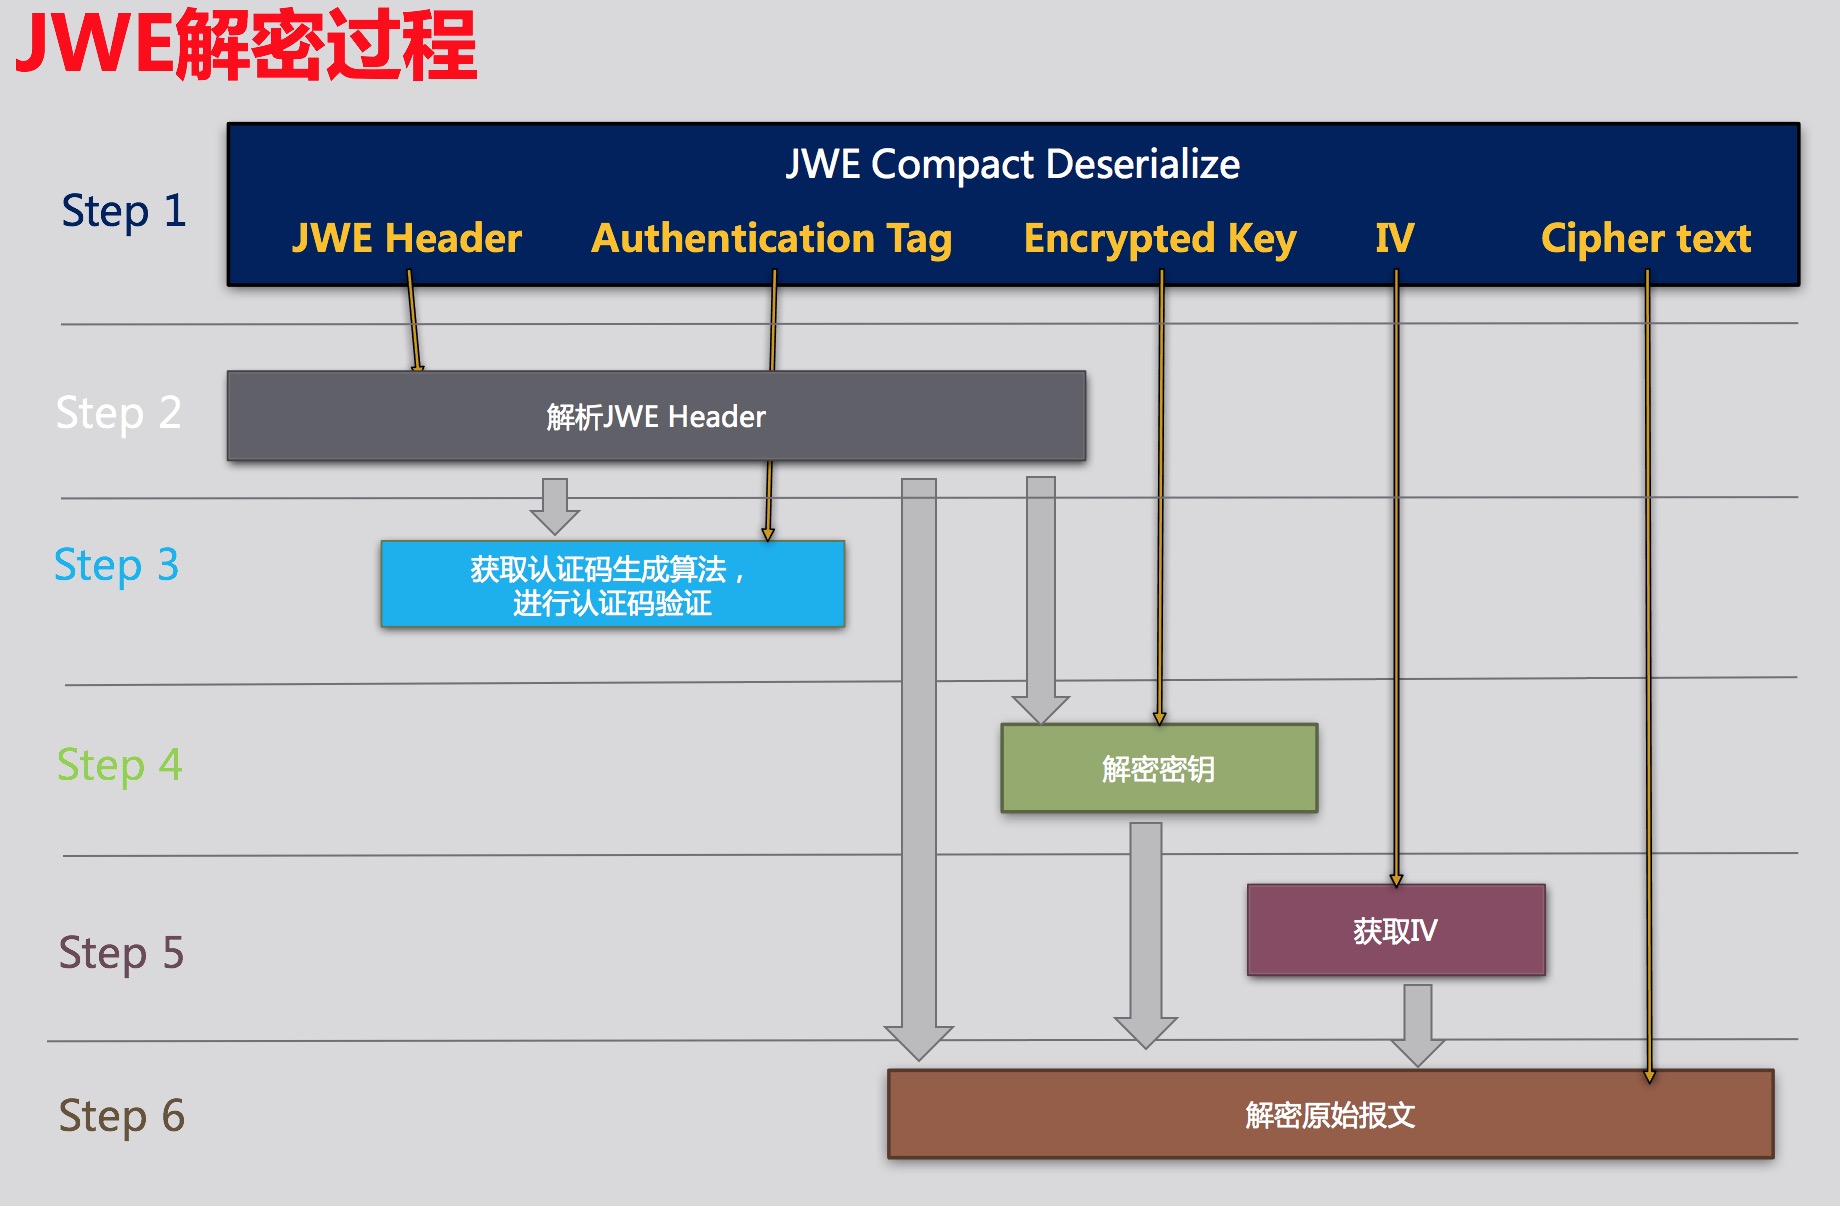 JWE解密过程
JWE Compact Deserialize
Step 1
JWE Header Authentication Tag Encrypted Key IV Cipher text
Step 2
解析JWE Header
Step 3
获取认证码生成算法，
进行认证码验证
Step 4
解密密钥
Step 5
获取IV
Step 6
解密原始报文